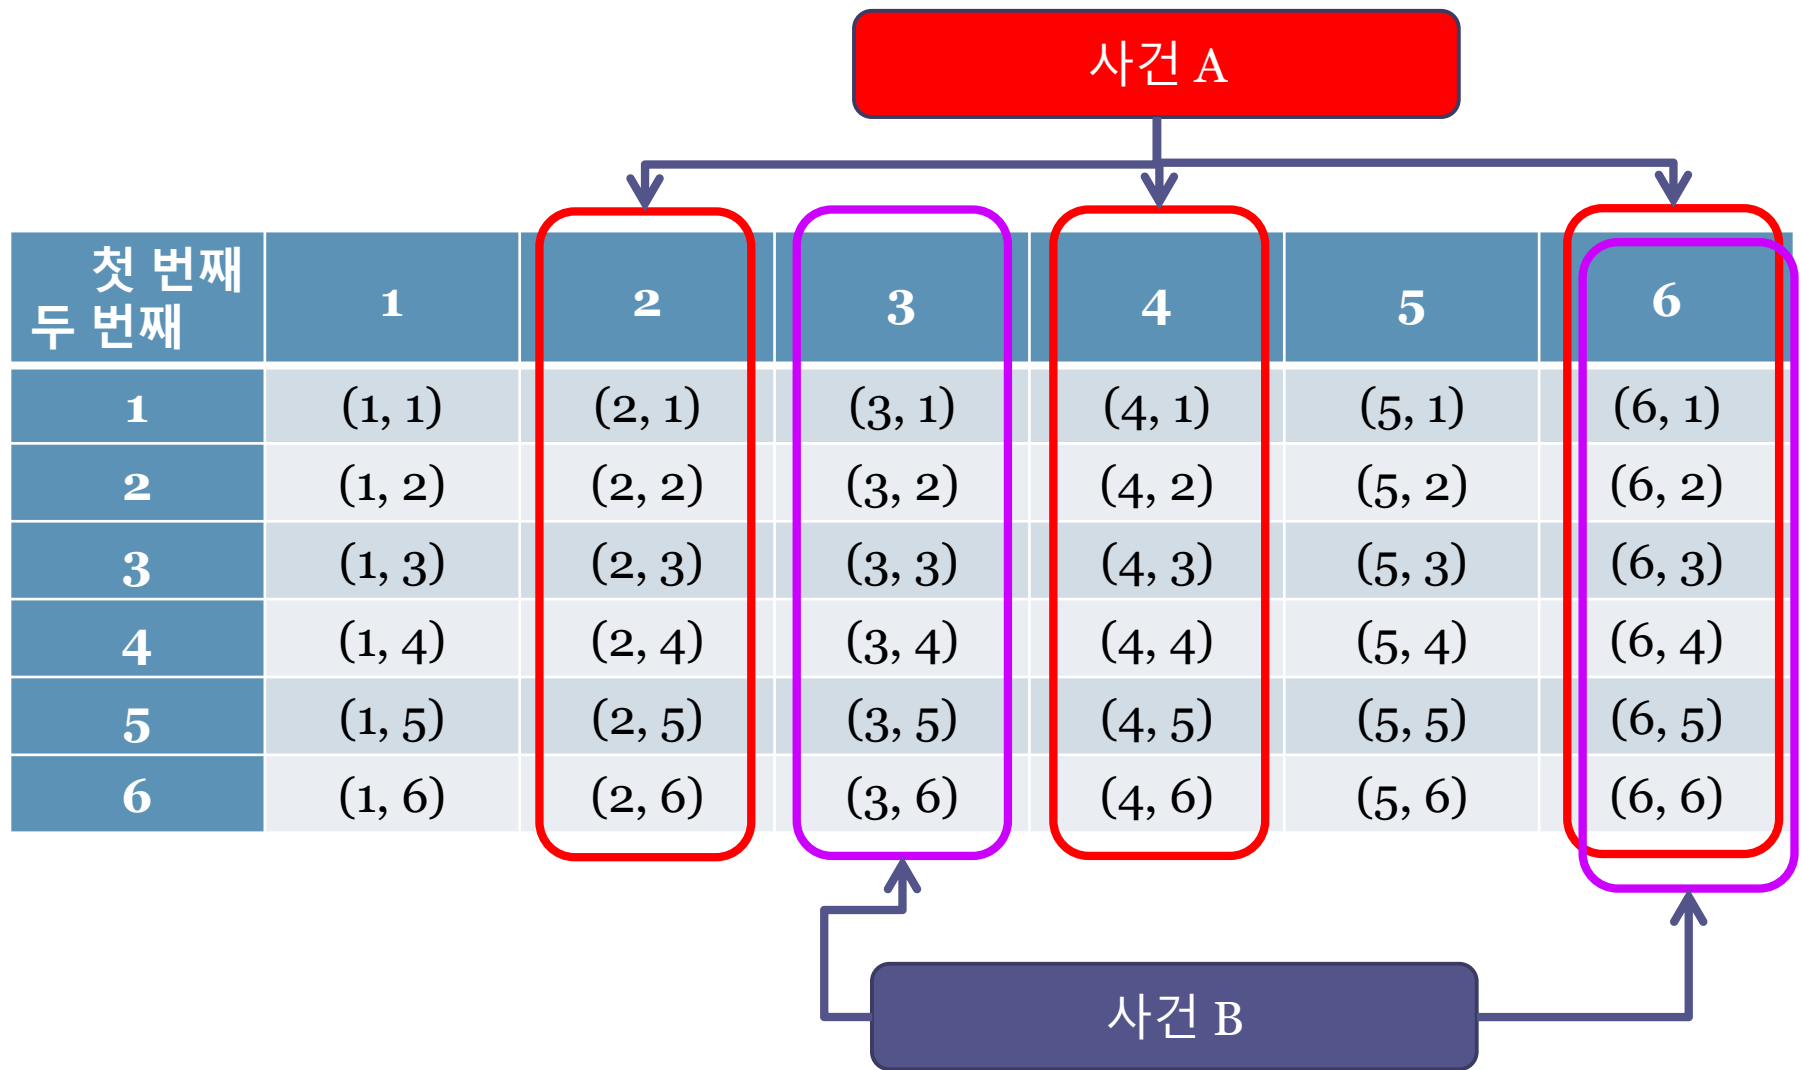 사건 A
첫 번째
두 번째
1 2 3 4 5 6
1 (1, 1) (2, 1) (3, 1) (4, 1) (5, 1) (6, 1)
2 (1, 2) (2, 2) (3, 2) (4, 2) (5, 2) (6, 2)
3 (1, 3) (2, 3) (3, 3) (4, 3) (5, 3) (6, 3)
4 (1, 4) (2, 4) (3, 4) (4, 4) (5, 4) (6, 4)
5 (1, 5) (2, 5) (3, 5) (4, 5) (5, 5) (6, 5)
6 (1, 6) (2, 6) (3, 6) (4, 6) (5, 6) (6, 6)
사건 B